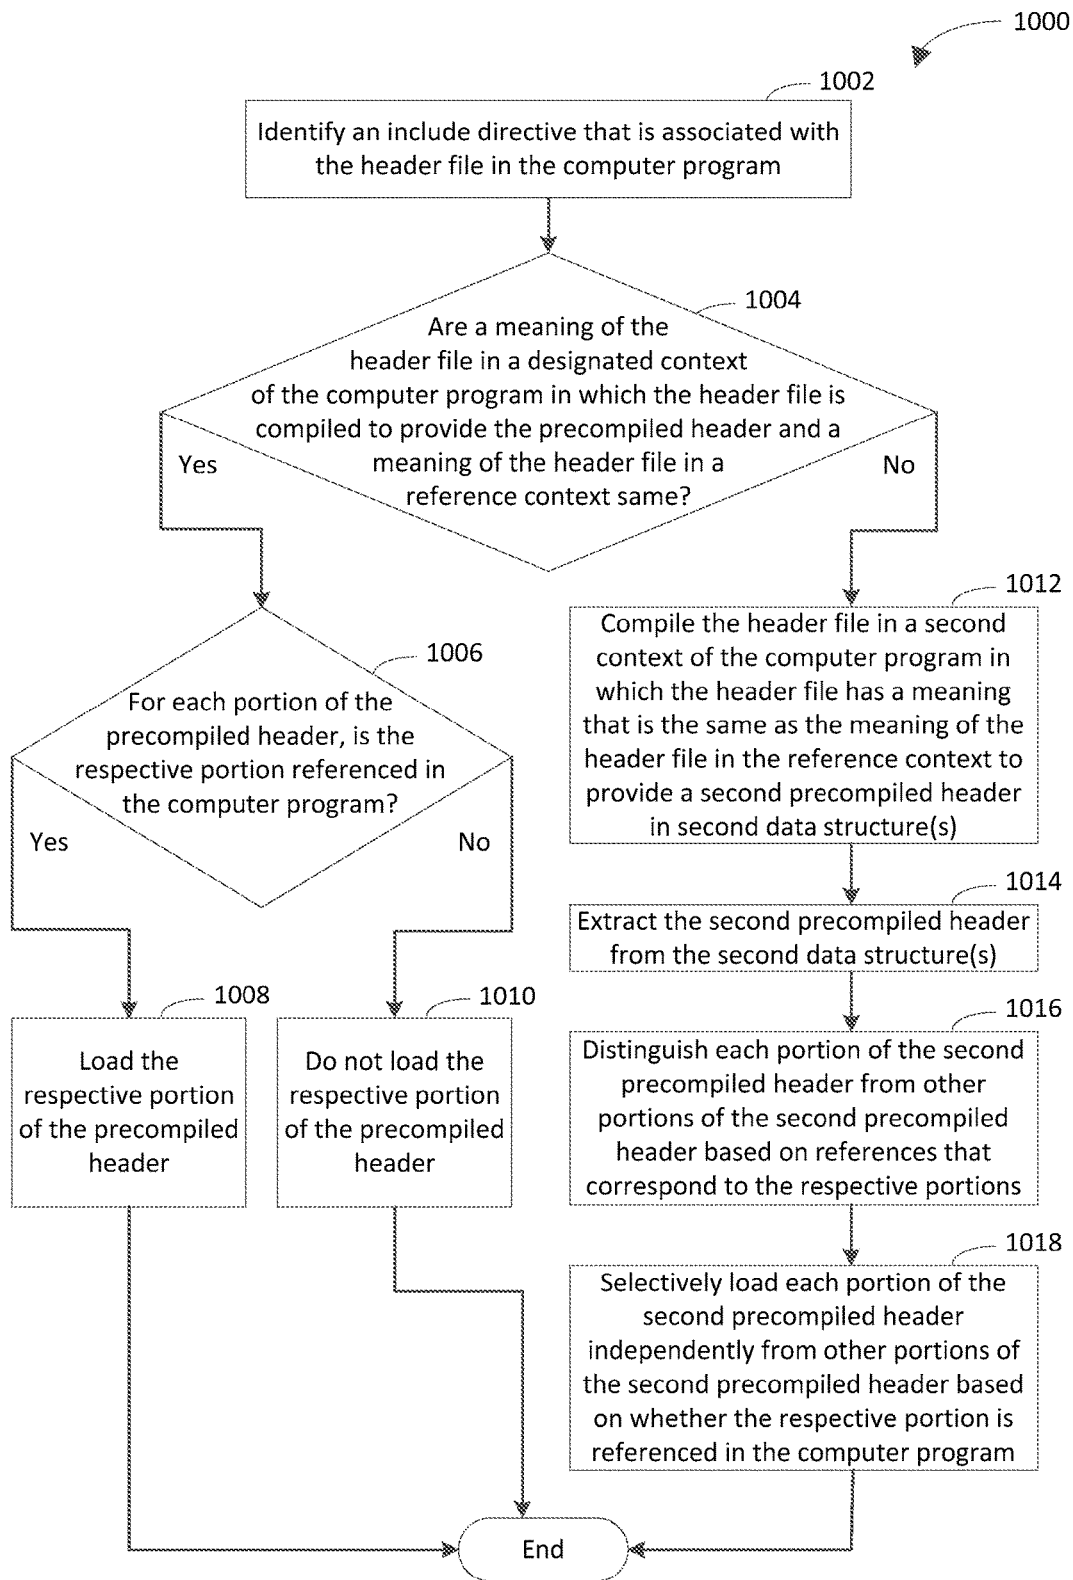 1000
1002
Identify an include directive that is associated with
the header file in the computer program
1004
Are a meaning of the
header file in a designated context
of the computer program in which the header file is
compiled to provide the precompiled header and a
meaning of the header file in a
reference context same?
Yes
No
1006
For each portion of the
precompiled header, is the
respective portion referenced in
the computer program?
Yes
No
1008
Load the
respective portion
of the precompiled
header
1010
Do not load the
respective portion
of the precompiled
header
1012
Compile the header file in a second
context of the computer program in
which the header file has a meaning
that is the same as the meaning of the
header file in the reference context to
provide a second precompiled header
in second data structure(s)
1014
Extract the second precompiled header
from the second data structure(s)
1016
Distinguish each portion of the second
precompiled header from other
portions of the second precompiled
header based on references that
correspond to the respective portions
1018
Selectively load each portion of the
second precompiled header
independently from other portions of
the second precompiled header based
on whether the respective portion is
referenced in the computer program
End